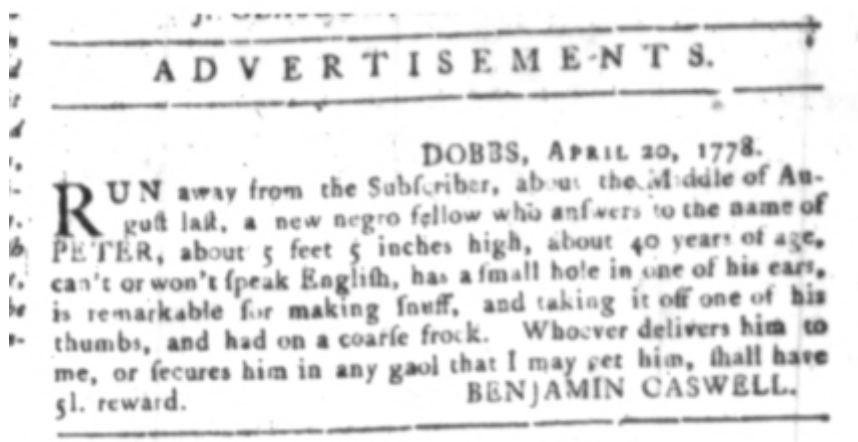 ADVERTISEMENTS.
DOBBS, APRIL 20, 1778.
RUN away from the Subſcriber, about the Middle of Au-
guſt laſt, a new negro fellow who anſwers to the name of
PETER, about 5 feet 5 inches high, about 40 years of age,
can't or won't ſpeak Engliſh, has a ſmall hole in one of his ears,
is remarkable for making ſnuff, and taking it off one of his
thumbs, and had on a coarſe frock. Whoever delivers him to
me, or ſecures him in any gaol that I may get him, ſhall have
5l. reward. BENJAMIN CASWELL.